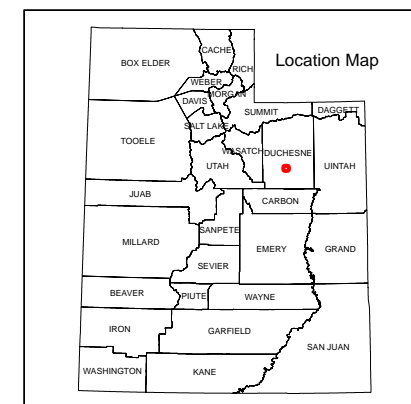 Location Map
BOX ELDER
CACHE
RICH
WEBER
MORGAN
DAVIS
SUMMIT
DAGGETT
SALT LAKE
TOOELE
WASATCH
DUCHESNE
UTAH
UINTAH
JUAB
CARBON
SANPETE
MILLARD
EMERY
GRAND
SEVIER
BEAVER
PIUTE
WAYNE
IRON
GARFIELD
SAN JUAN
WASHINGTON
KANE